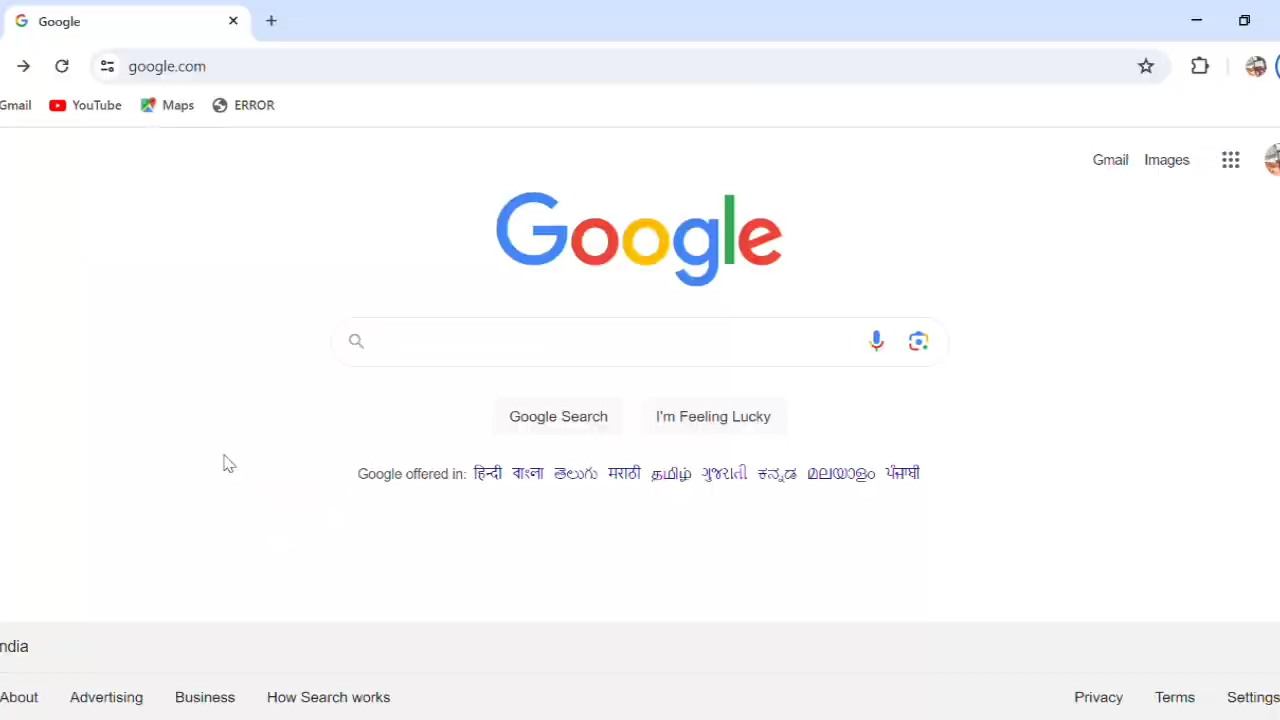 Google
google.com
Gmail YouTube Maps ERROR
Gmail Images
Google
Google Search I'm Feeling Lucky
Google offered in: हिन्दी বাংলা తెలుగు मराठी தமிழ் ગુજરાતી ಕನ್ನಡ മലയാളം ਪੰਜਾਬੀ
ndia
About Advertising Business How Search works Privacy Terms Settings